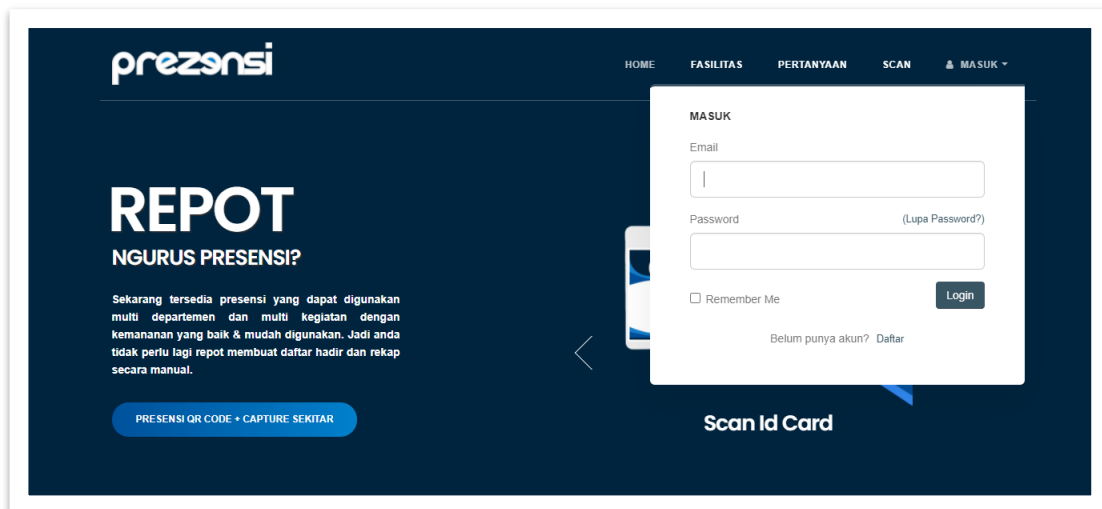 prezensi
HOME FASILITAS PERTANYAAN SCAN MASUK
MASUK
Email
Password (Lupa Password?)
Remember Me Login
Belum punya akun? Daftar
REPOT
NGURUS PRESENSI?
Sekarang tersedia presensi yang dapat digunakan
multi departemen dan multi kegiatan dengan
kemananan yang baik & mudah digunakan. Jadi anda
tidak perlu lagi repot membuat daftar hadir dan rekap
secara manual.
PRESENSI QR CODE + CAPTURE SEKITAR
Scan Id Card